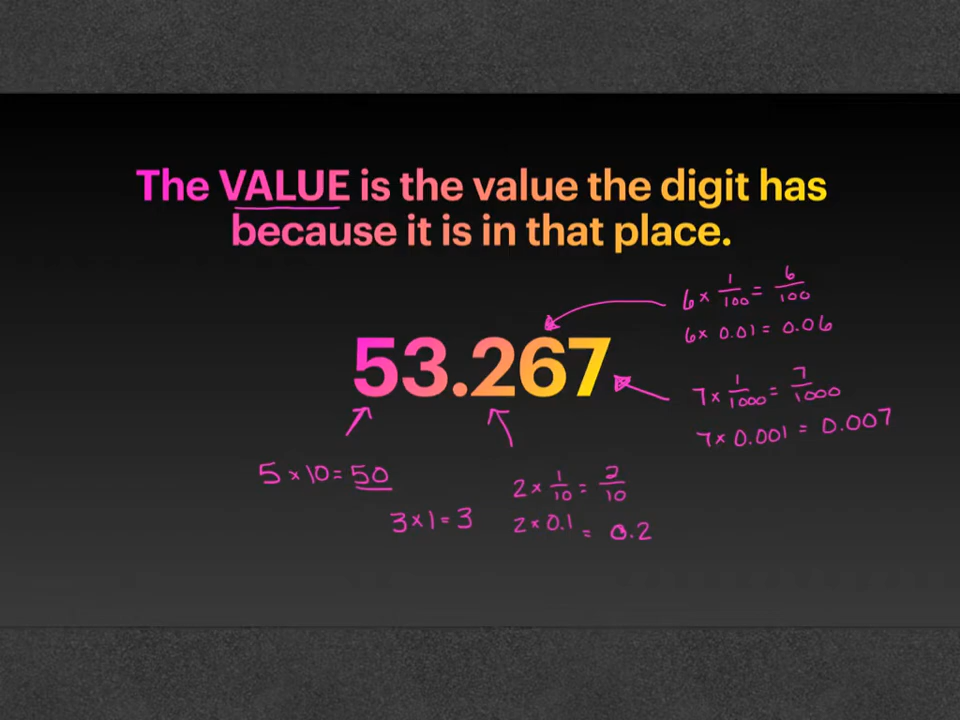 The VALUE is the value the digit has
because it is in that place.
6 × 1/100 = 6/100
6 × 0.01 = 0.06
53.267
7 × 1/1000 = 7/1000
7 × 0.001 = 0.007
5 × 10 = 50
3 × 1 = 3
2 × 1/10 = 2/10
2 × 0.1 = 0.2